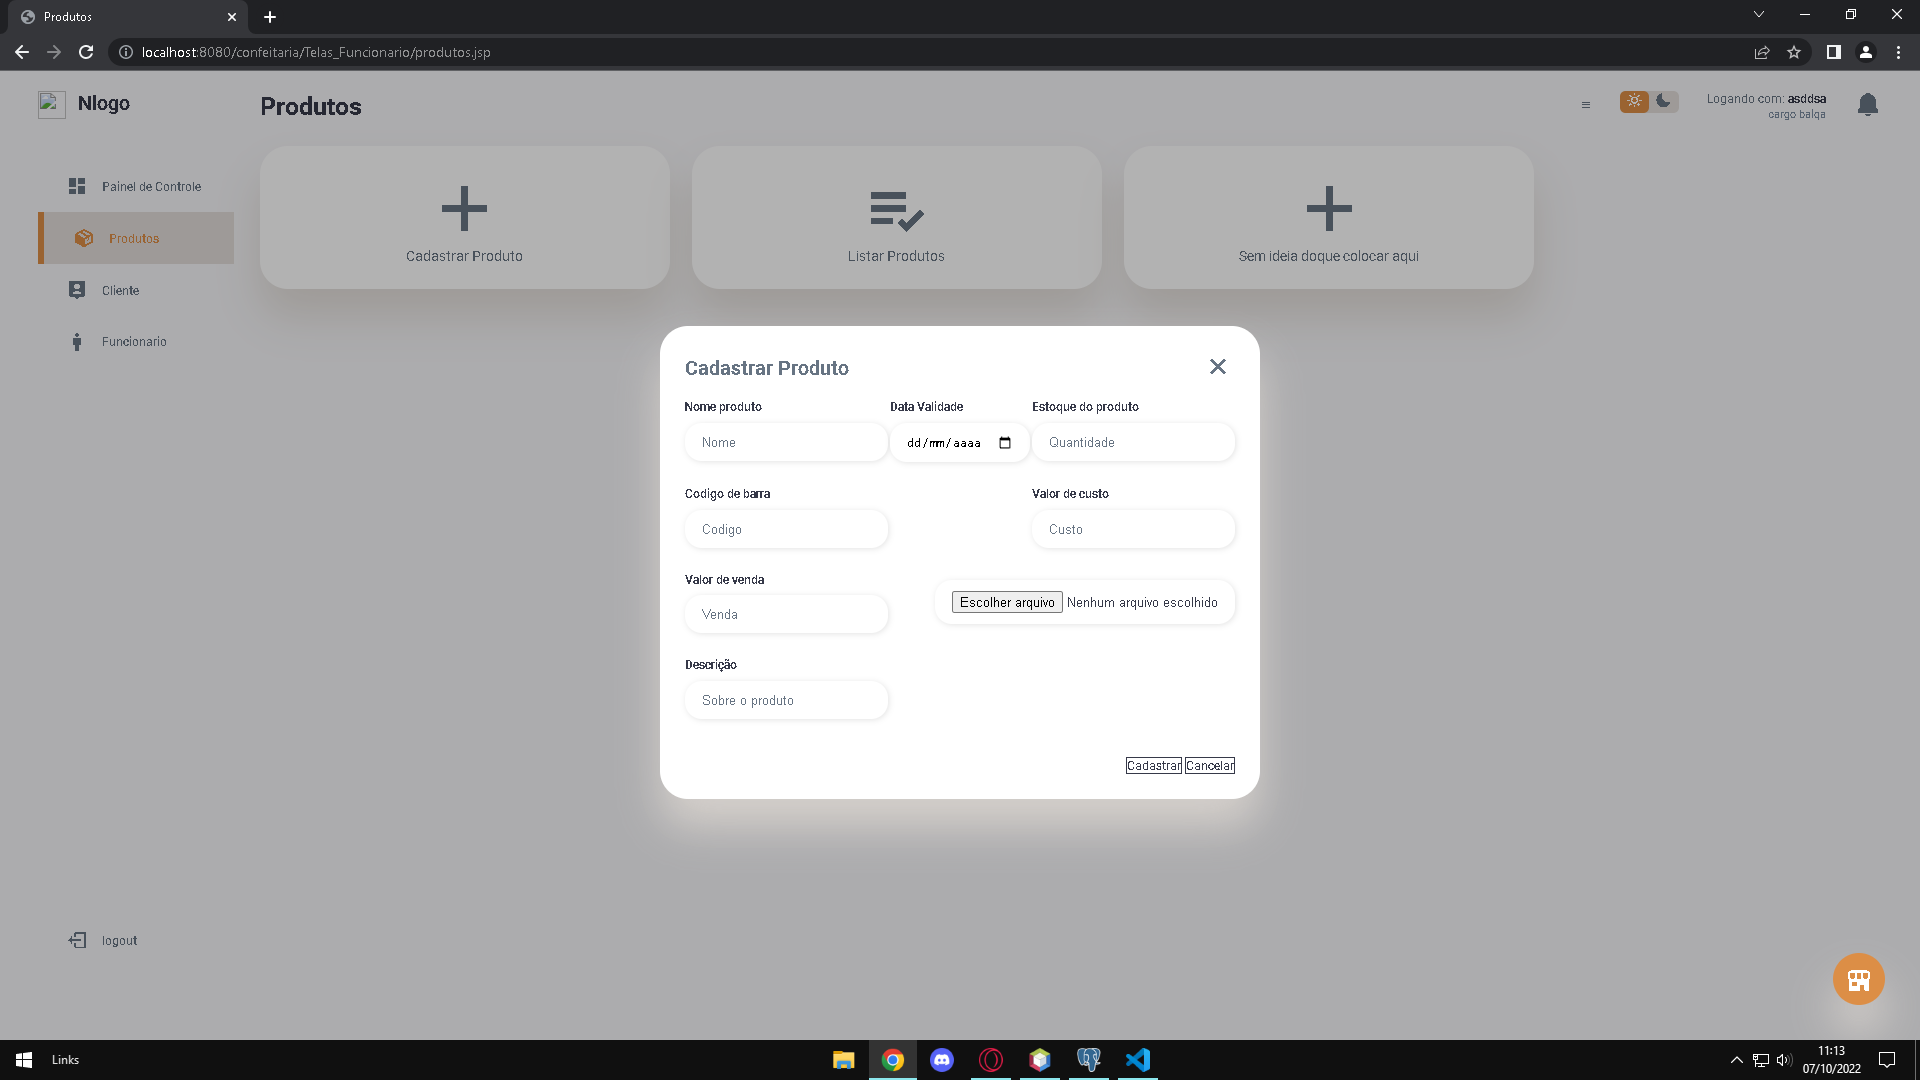 Produtos
localhost:8080/confeitaria/Telas_Funcionario/produtos.jsp
Nlogo
Produtos
Logando com: asddsa
cargo balqa
Painel de Controle
Produtos
Cliente
Funcionario
logout
Cadastrar Produto
Listar Produtos
Sem ideia doque colocar aqui
Cadastrar Produto
Nome produto
Data Validade
Estoque do produto
Nome
dd/mm/aaaa
Quantidade
Codigo de barra
Valor de custo
Codigo
Custo
Valor de venda
Venda
Escolher arquivo Nenhum arquivo escolhido
Descrição
Sobre o produto
Cadastrar Cancelar
Links
11:13
07/10/2022